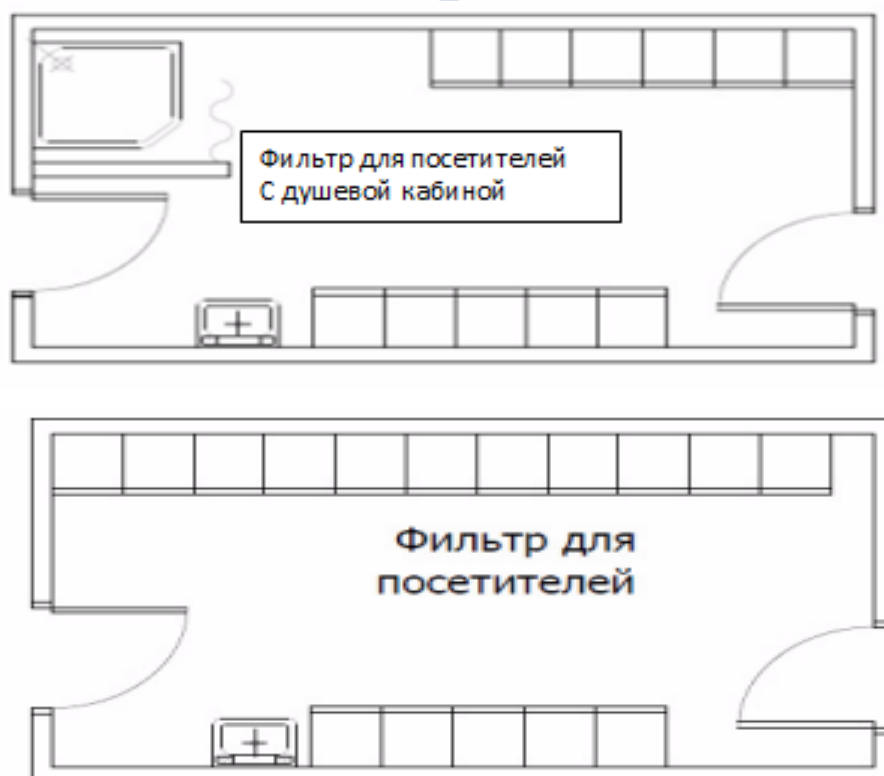 Фильтр для посетителей
С душевой кабиной
Фильтр для
посетителей